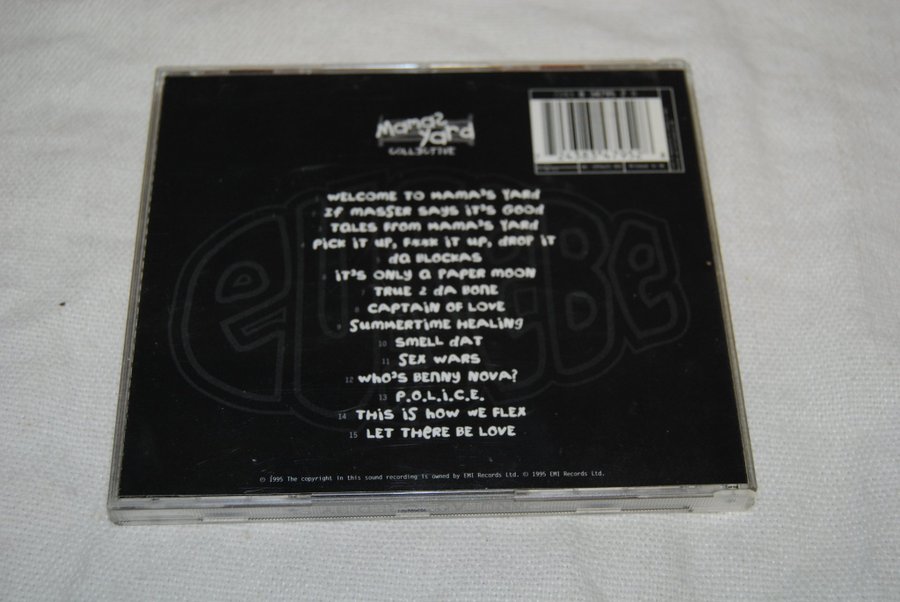 Mama's Yard
COLLECTIVE
WELCOME TO MAMA'S YARd
if MASSER SAYS iT'S GOOd
TALES FROM MAMA'S YARd
PiCK iT UP, F**K iT UP, dROP iT
dA FLOCKAS
iT'S ONLY A PAPER MOON
TRUE 2 dA BONE
CAPTAIN OF LOVE
SUMMERTiME HEALiNG
10 SMELL dAT
11 SEX WARS
12 WhO'S BENNY NOVA?
13 P.O.L.i.C.E.
14 THiS iS hOW WE FLEX
15 LET THeRE BE LOVE
℗ 1995 The copyright in this sound recording is owned by EMI Records Ltd. © 1995 EMI Records Ltd.